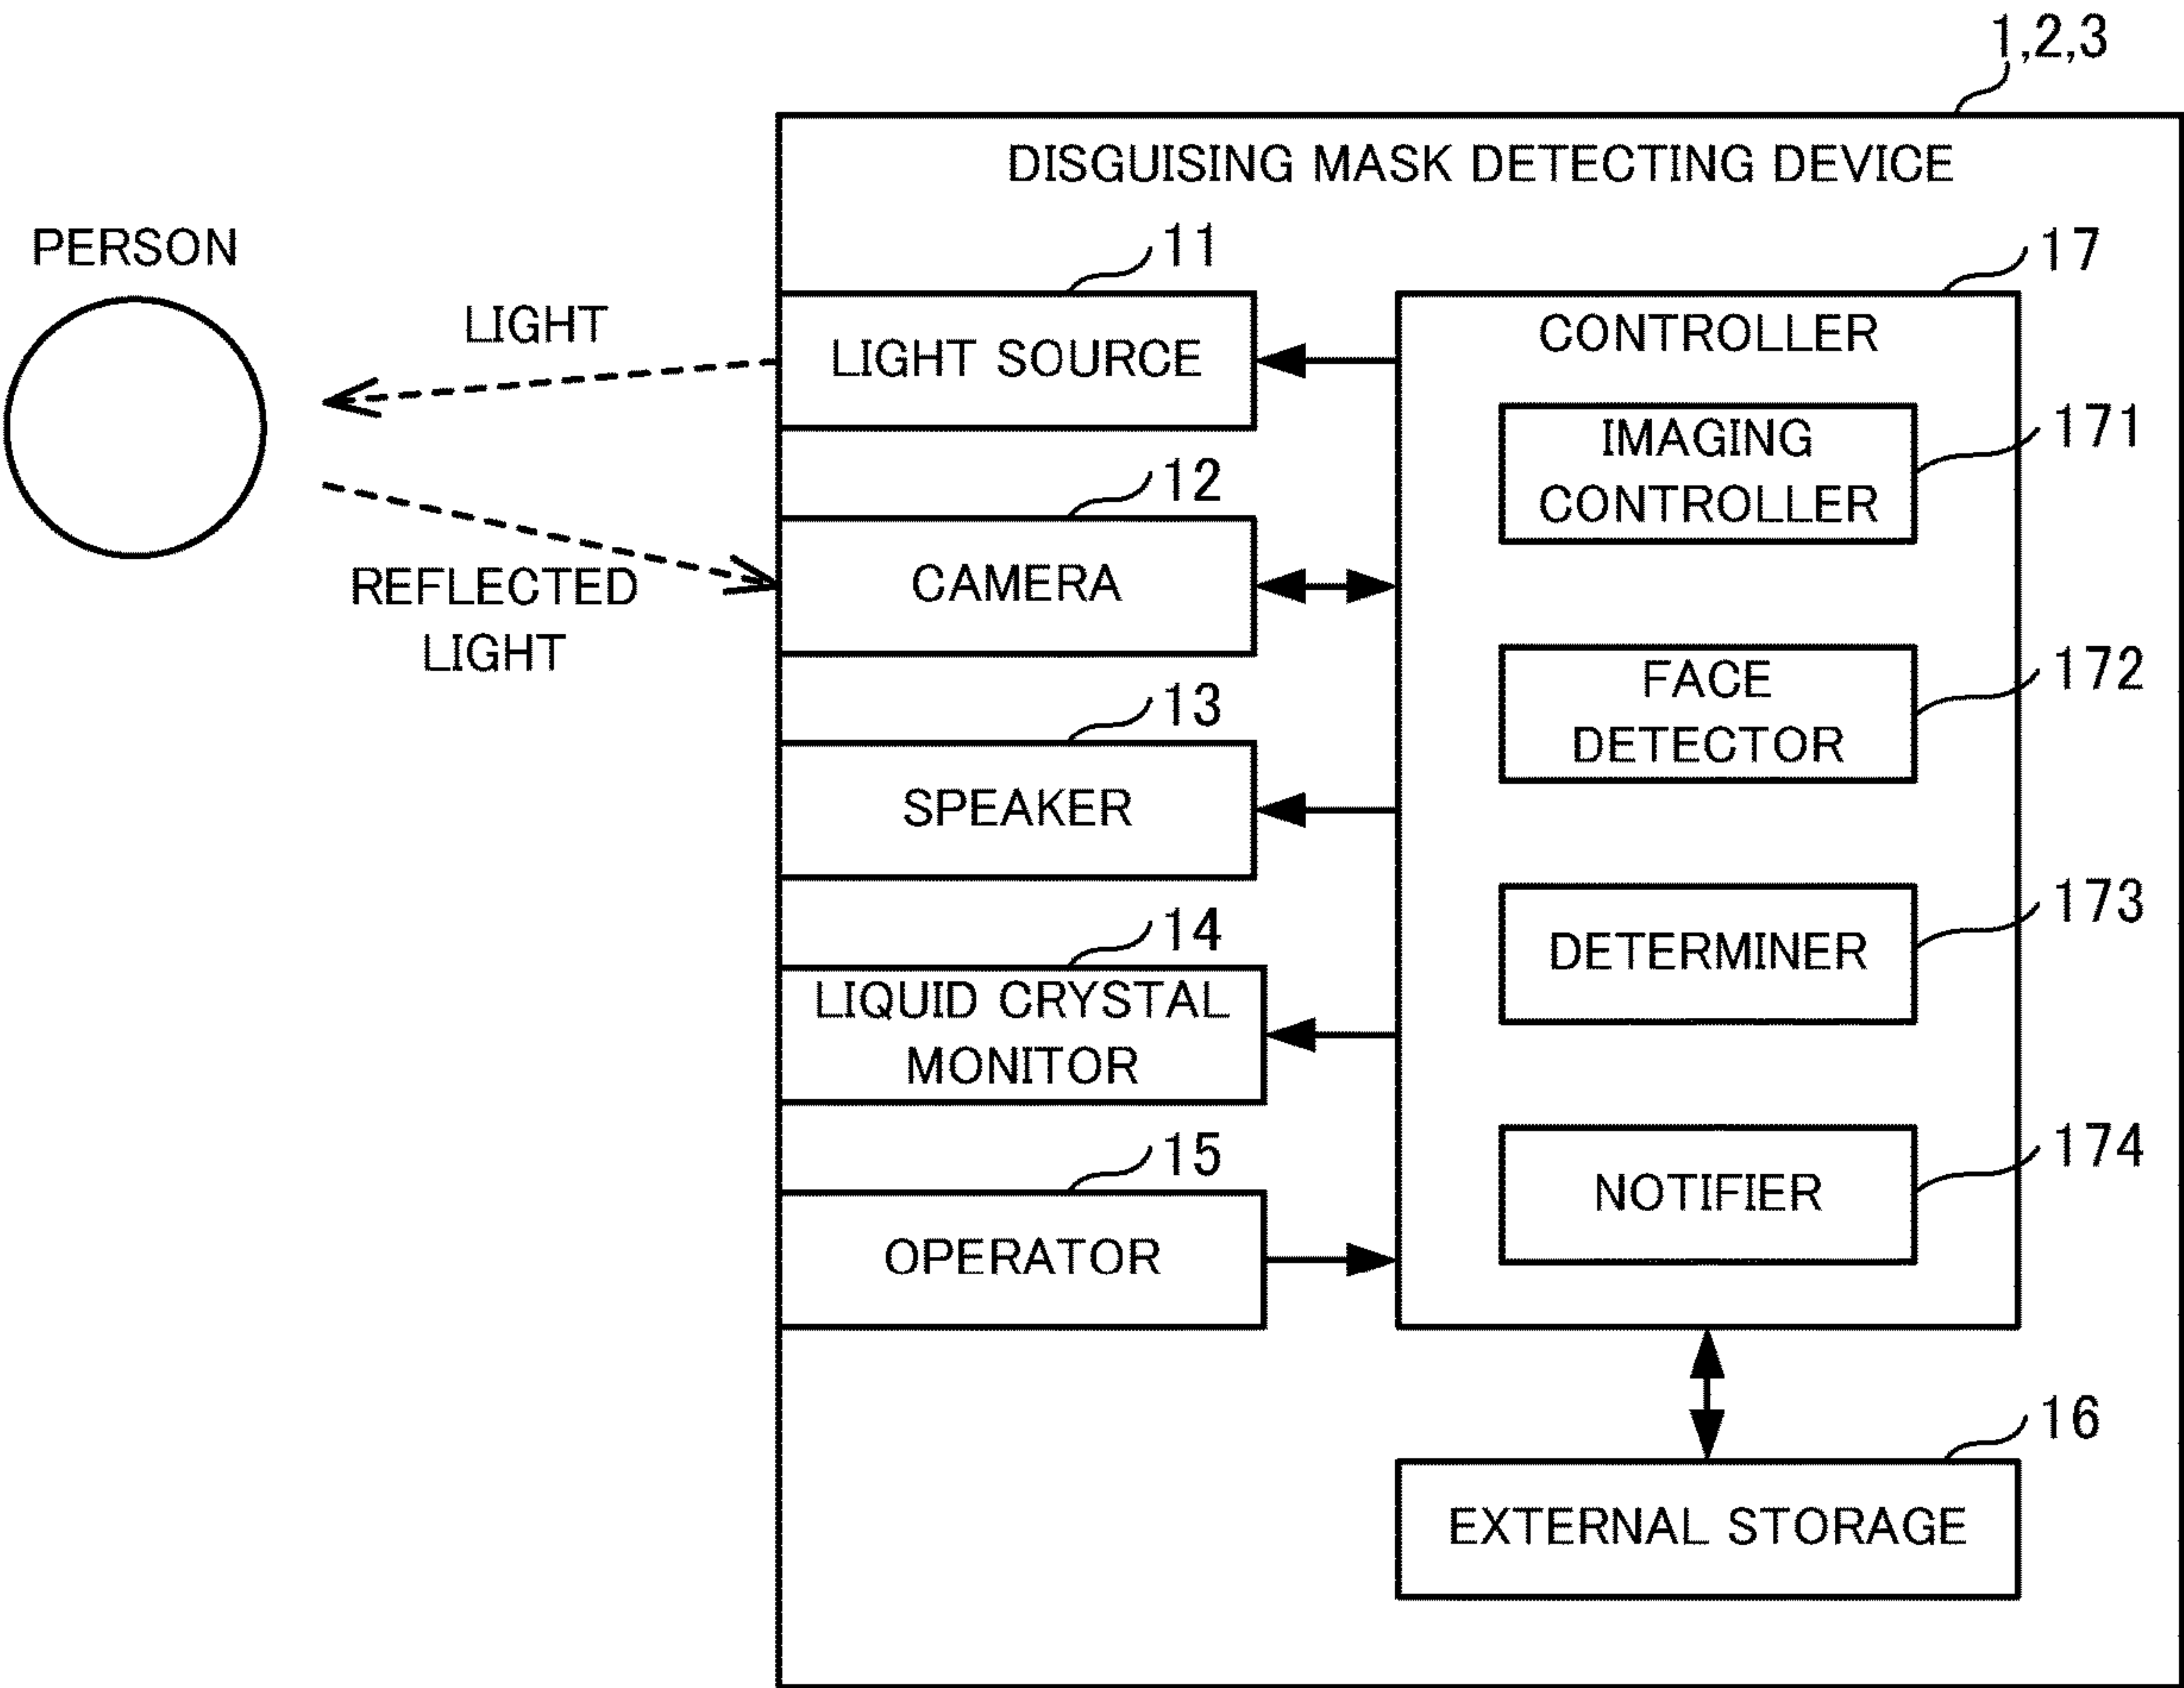 1,2,3
DISGUISING MASK DETECTING DEVICE
PERSON
LIGHT
REFLECTED
LIGHT
11
LIGHT SOURCE
12
CAMERA
13
SPEAKER
14
LIQUID CRYSTAL
MONITOR
15
OPERATOR
17
CONTROLLER
171
IMAGING
CONTROLLER
172
FACE
DETECTOR
173
DETERMINER
174
NOTIFIER
16
EXTERNAL STORAGE